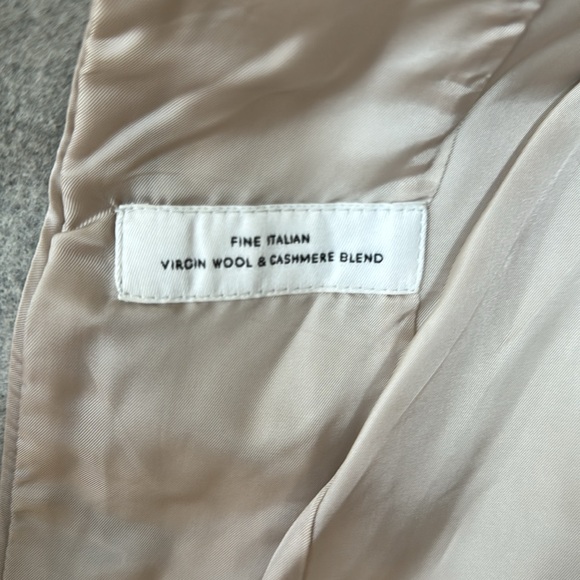 FINE ITALIAN
VIRGIN WOOL & CASHMERE BLEND